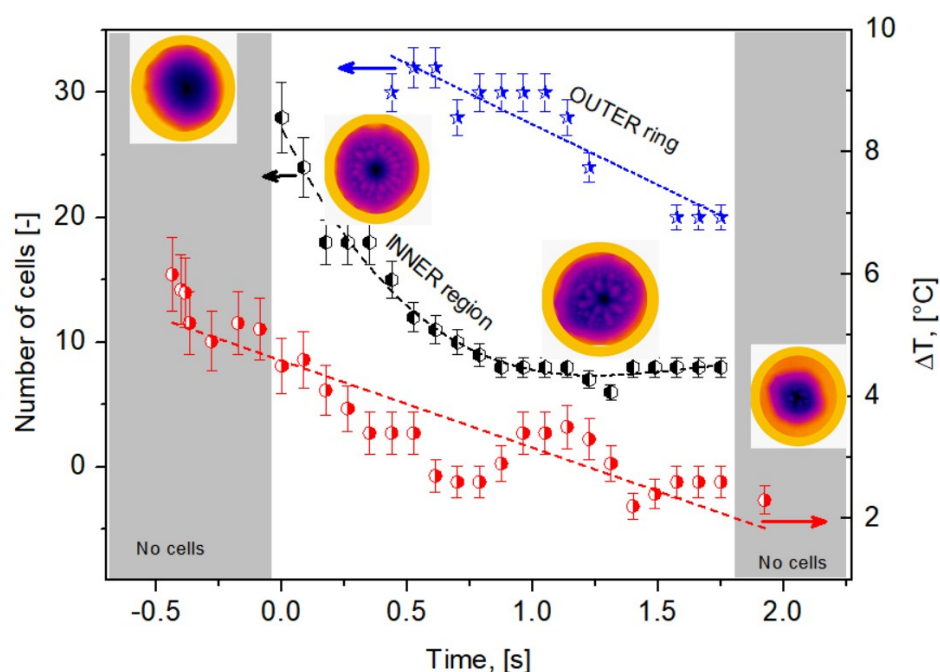 10
30
OUTER ring
8
20
INNER region
6
10
4
0
2
No cells
No cells
-0.5
0.0
0.5
1.0
1.5
2.0
Number of cells [-]
ΔT, [°C]
Time, [s]